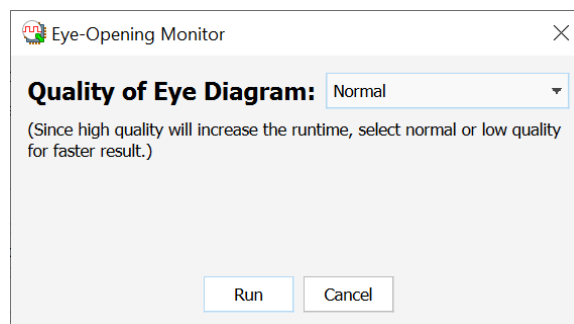 Eye-Opening Monitor
Quality of Eye Diagram: Normal
(Since high quality will increase the runtime, select normal or low quality
for faster result.)
Run Cancel